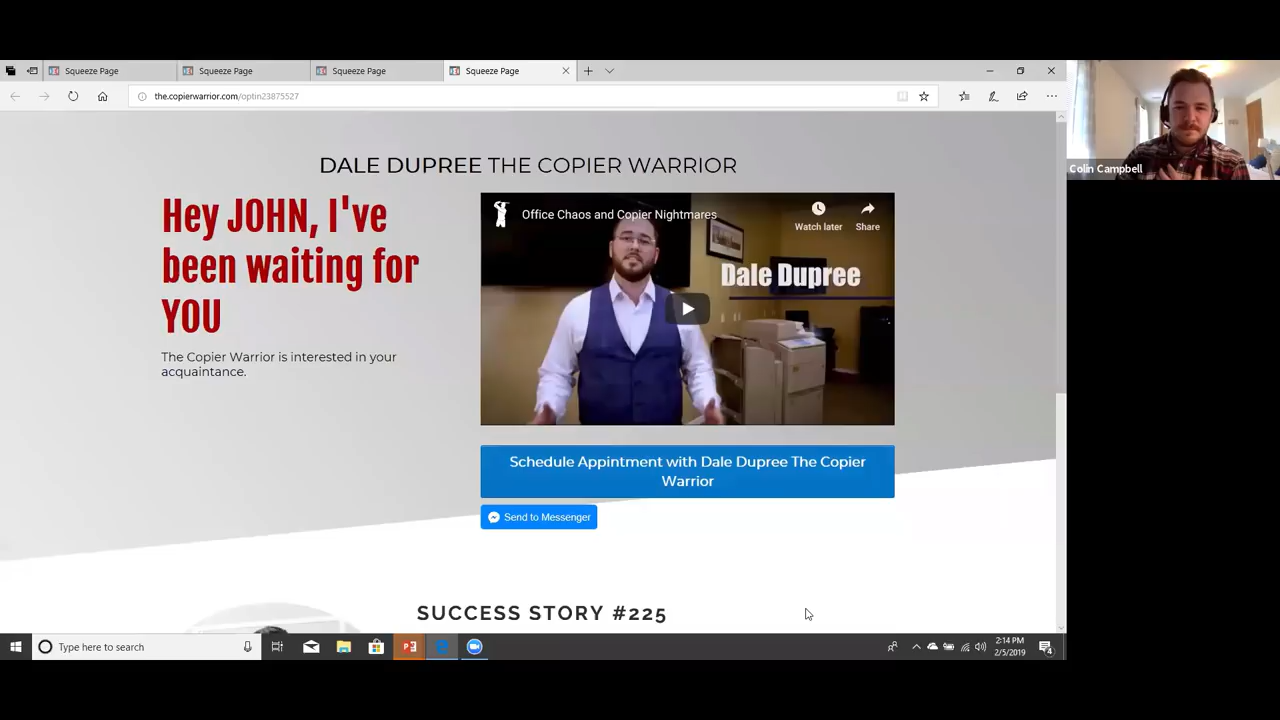 Squeeze Page
Squeeze Page
Squeeze Page
Squeeze Page
the.copierwarrior.com/optin23875527
Colin Campbell
DALE DUPREE THE COPIER WARRIOR
Hey JOHN, I've
been waiting for
YOU
The Copier Warrior is interested in your
acquaintance.
Office Chaos and Copier Nightmares
Watch later
Share
Dale Dupree
Schedule Appintment with Dale Dupree The Copier
Warrior
Send to Messenger
SUCCESS STORY #225
Type here to search
2:14 PM
2/5/2019